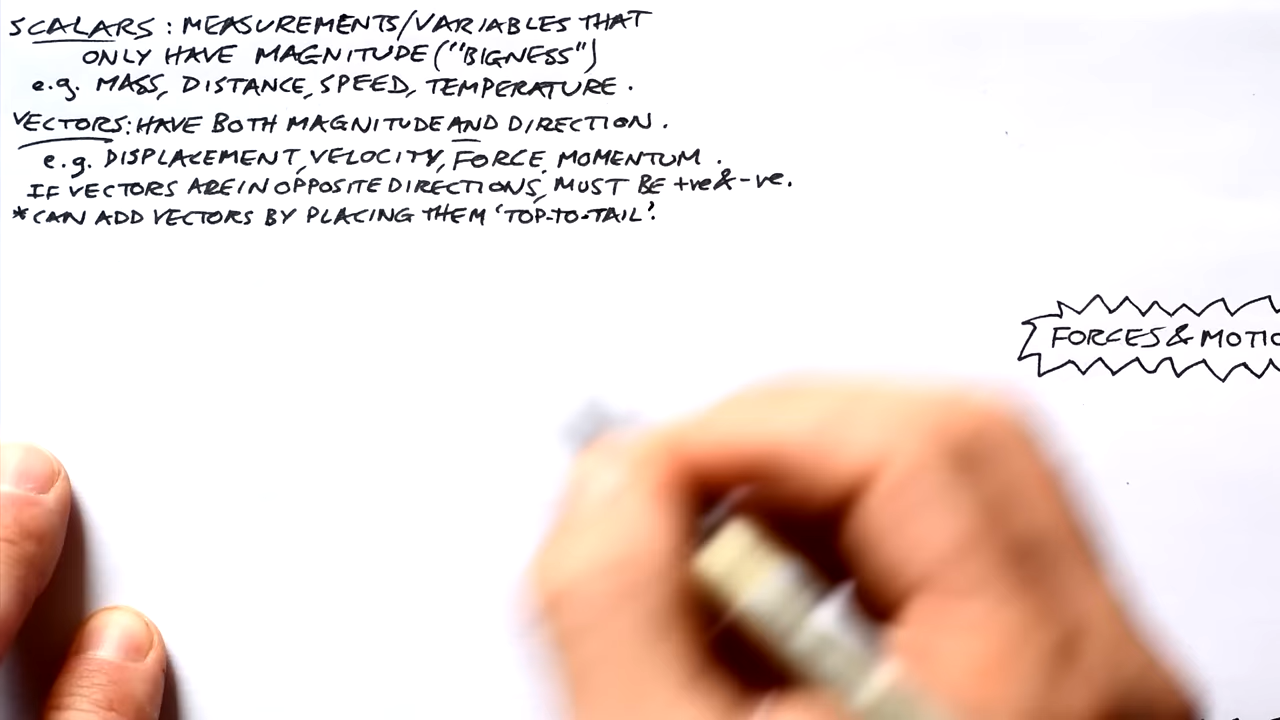 SCALARS : MEASUREMENTS/VARIABLES THAT
ONLY HAVE MAGNITUDE ("BIGNESS")
e.g. MASS, DISTANCE, SPEED, TEMPERATURE.
VECTORS: HAVE BOTH MAGNITUDE AND DIRECTION.
e.g. DISPLACEMENT, VELOCITY, FORCE, MOMENTUM.
IF VECTORS ARE IN OPPOSITE DIRECTIONS, MUST BE +ve & -ve.
*CAN ADD VECTORS BY PLACING THEM 'TOP-TO-TAIL'.
FORCES & MOTIO